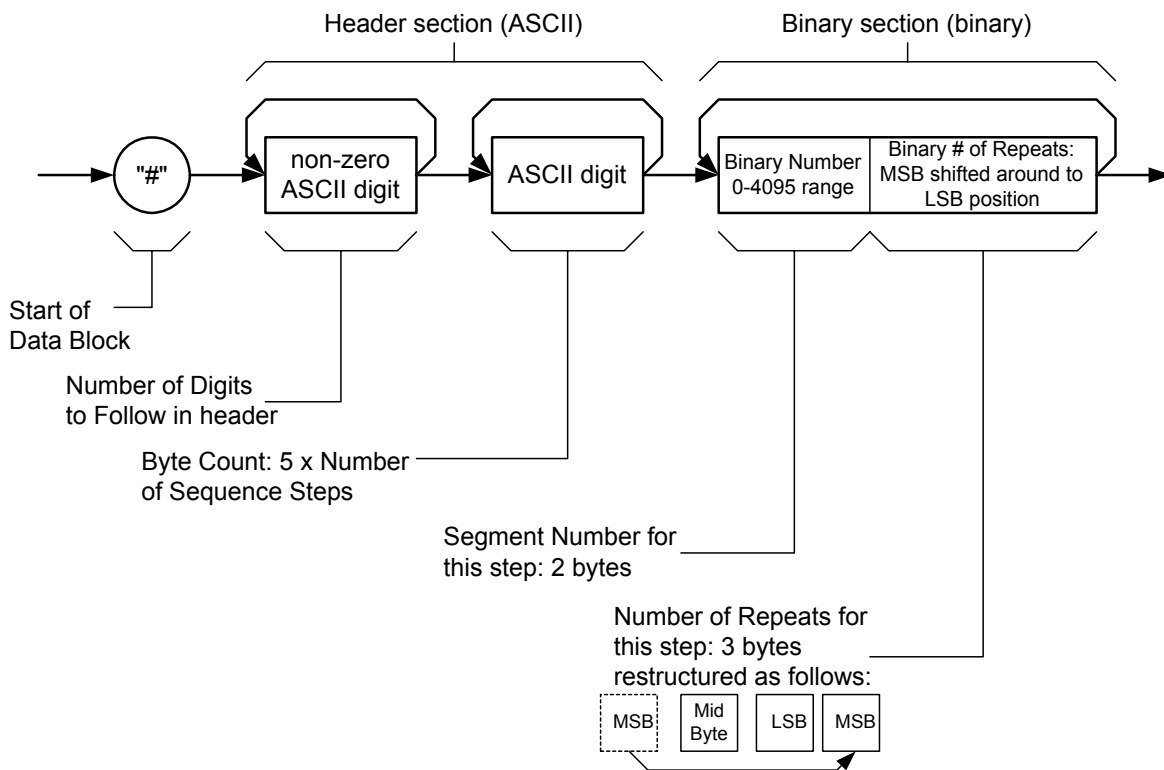 Header section (ASCII)
Binary section (binary)
"#"
non-zero
ASCII digit
ASCII digit
Binary Number
0-4095 range
Binary # of Repeats:
MSB shifted around to
LSB position
Start of
Data Block
Number of Digits
to Follow in header
Byte Count: 5 x Number
of Sequence Steps
Segment Number for
this step: 2 bytes
Number of Repeats for
this step: 3 bytes
restructured as follows:
MSB
Mid
Byte
LSB
MSB